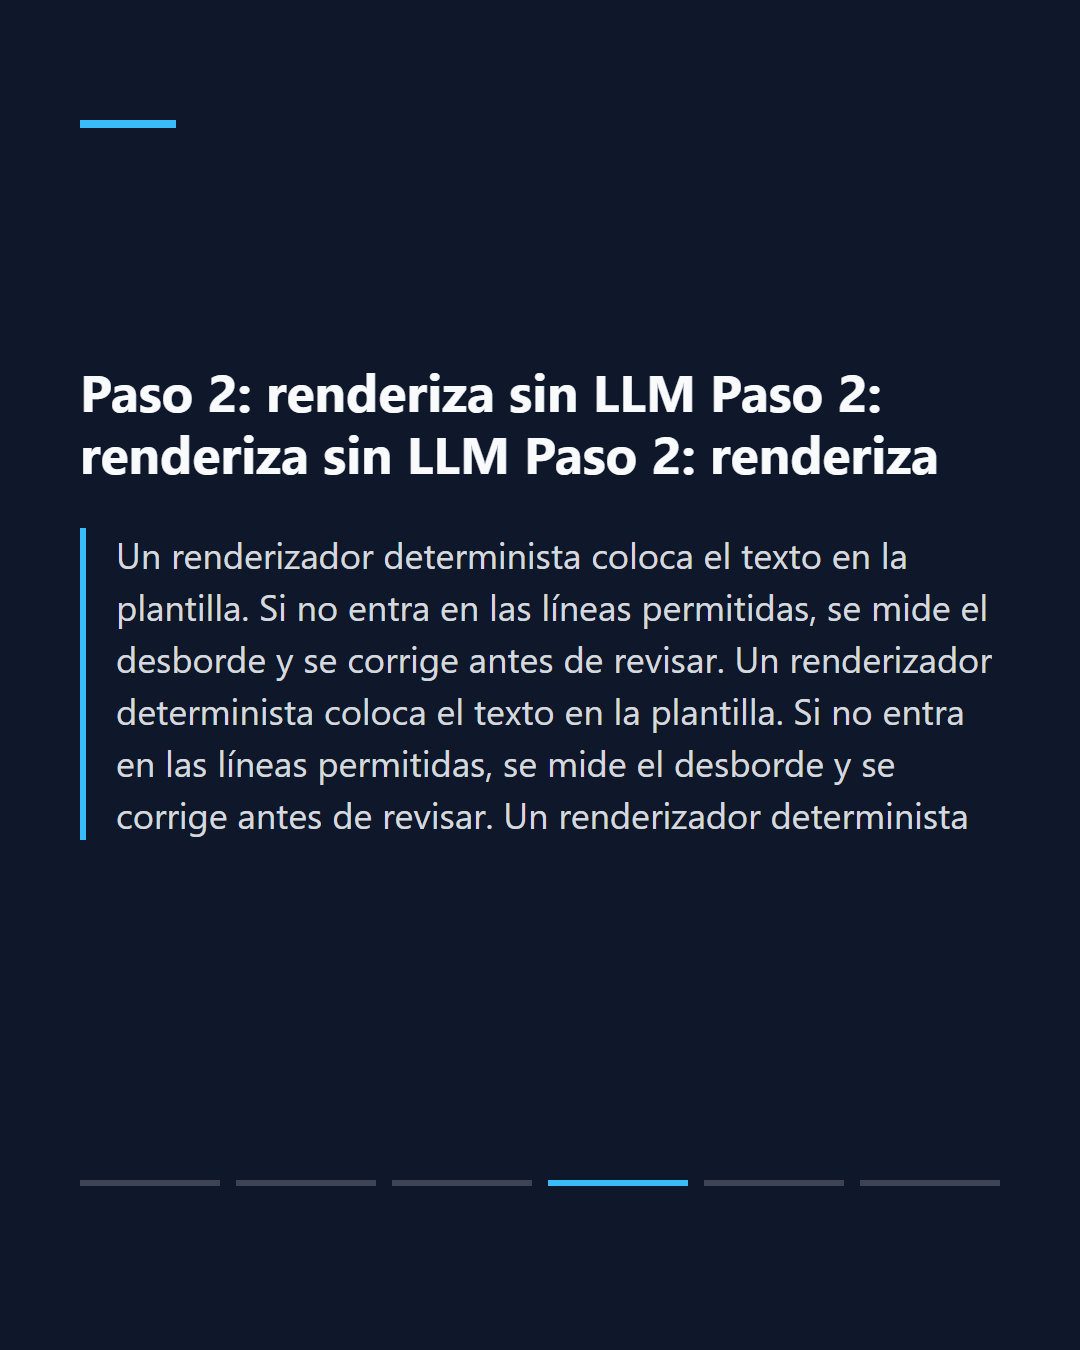 Paso 2: renderiza sin LLM Paso 2:
renderiza sin LLM Paso 2: renderiza
Un renderizador determinista coloca el texto en la
plantilla. Si no entra en las líneas permitidas, se mide el
desborde y se corrige antes de revisar. Un renderizador
determinista coloca el texto en la plantilla. Si no entra
en las líneas permitidas, se mide el desborde y se
corrige antes de revisar. Un renderizador determinista